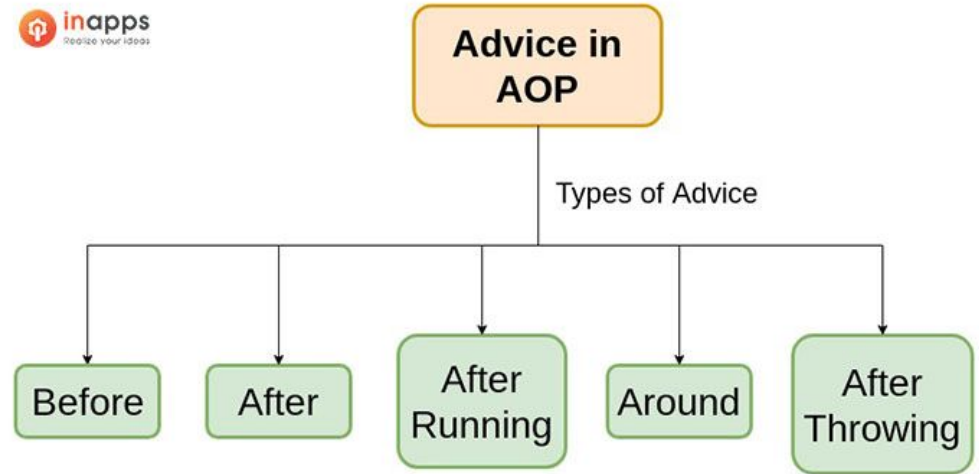 inapps
Realize your ideas
Advice in
AOP
Types of Advice
Before
After
After
Running
Around
After
Throwing